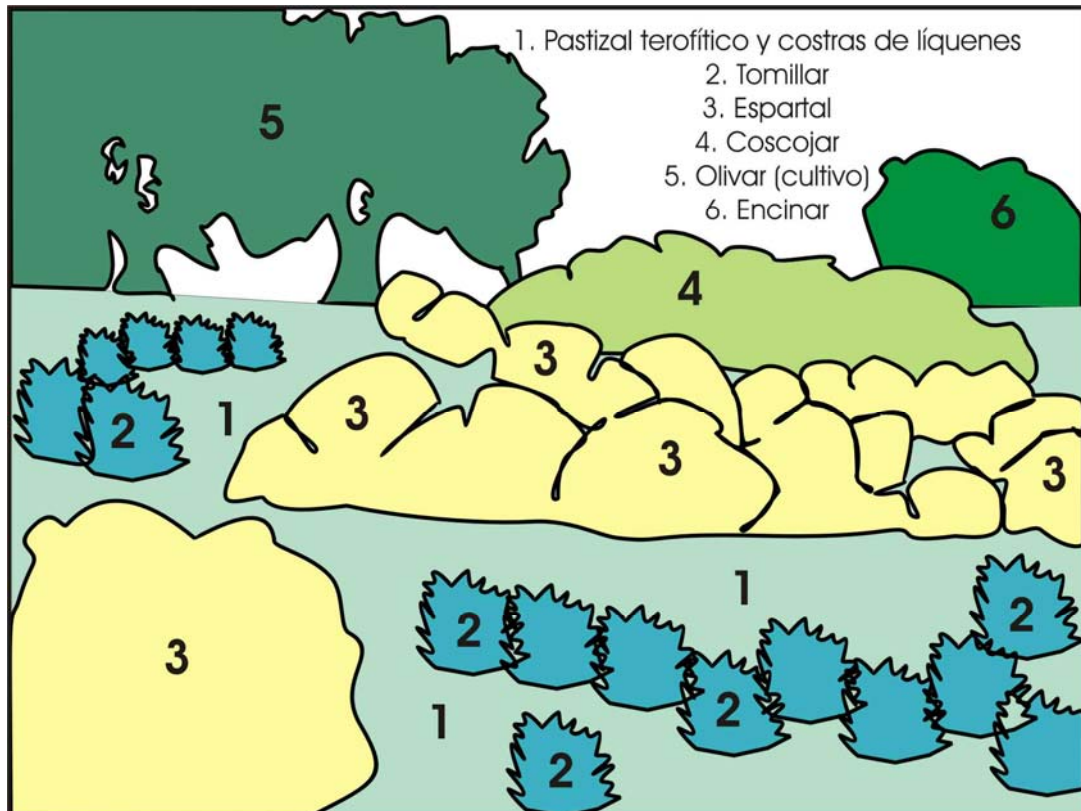 1. Pastizal terofítico y costras de líquenes
2. Tomillar
3. Espartal
4. Coscojar
5. Olivar (cultivo)
6. Encinar
5
6
4
3
3
2
1
3
3
3
1
2
2
2
1
2